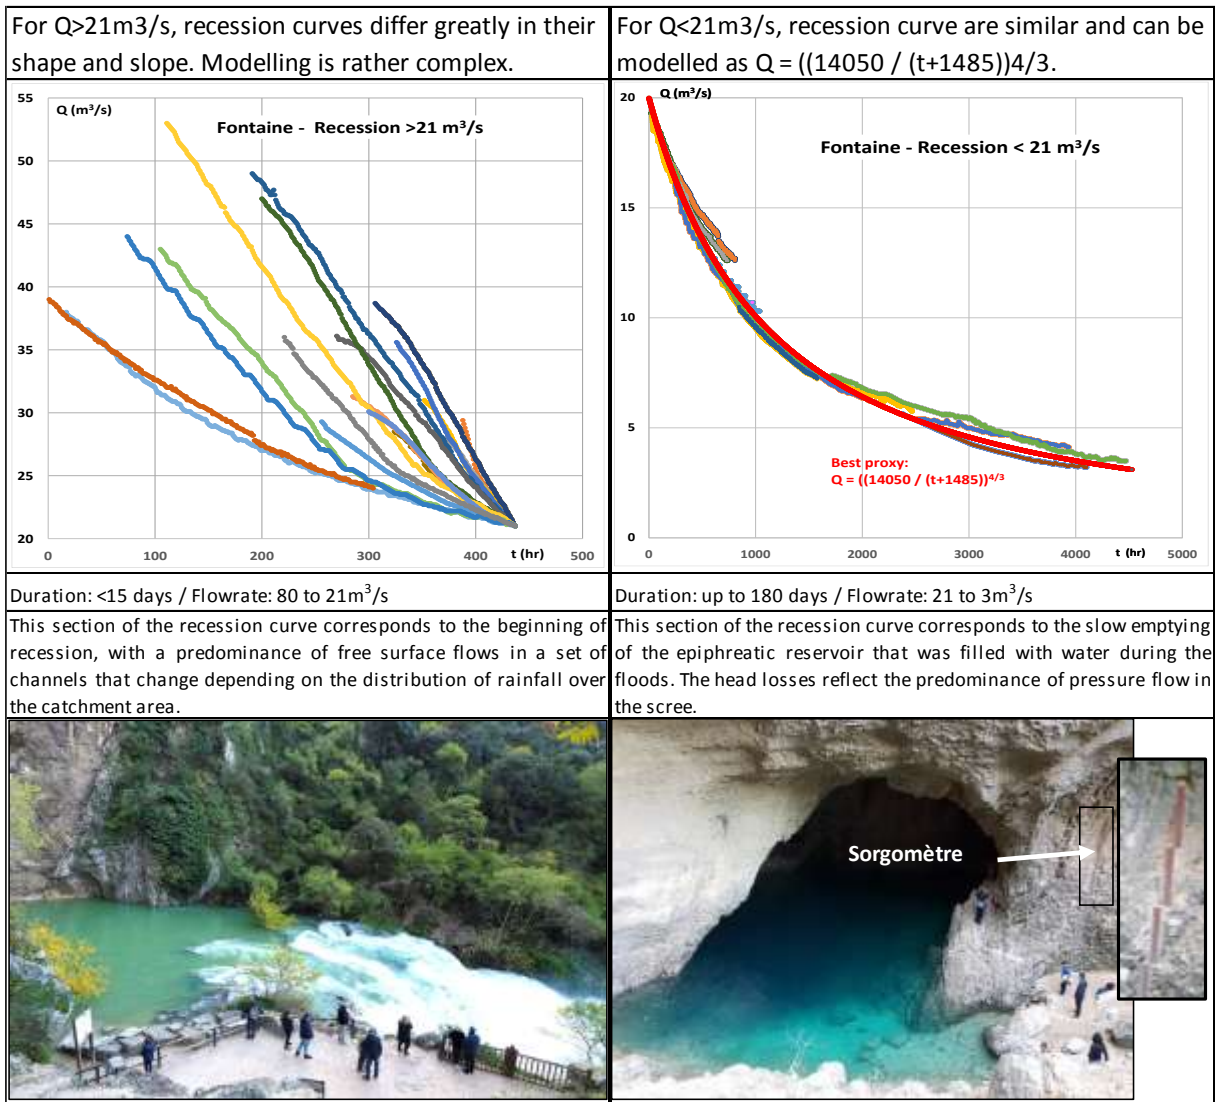 For Q>21m3/s, recession curves differ greatly in their
shape and slope. Modelling is rather complex.
For Q<21m3/s, recession curve are similar and can be
modelled as Q = ((14050 / (t+1485))4/3.
55
50
45
40
35
30
25
20
Q (m³/s)
Fontaine - Recession >21 m³/s
0 100 200 300 400 500
t (hr)
20
15
10
5
0
Q (m³/s)
Fontaine - Recession < 21 m³/s
Best proxy:
Q = ((14050 / (t+1485))⁴/³
0 1000 2000 3000 4000 5000
t (hr)
Duration: <15 days / Flowrate: 80 to 21m³/s
Duration: up to 180 days / Flowrate: 21 to 3m³/s
This section of the recession curve corresponds to the beginning of
recession, with a predominance of free surface flows in a set of
channels that change depending on the distribution of rainfall over
the catchment area.
This section of the recession curve corresponds to the slow emptying
of the epiphreatic reservoir that was filled with water during the
floods. The head losses reflect the predominance of pressure flow in
the scree.
Sorgomètre